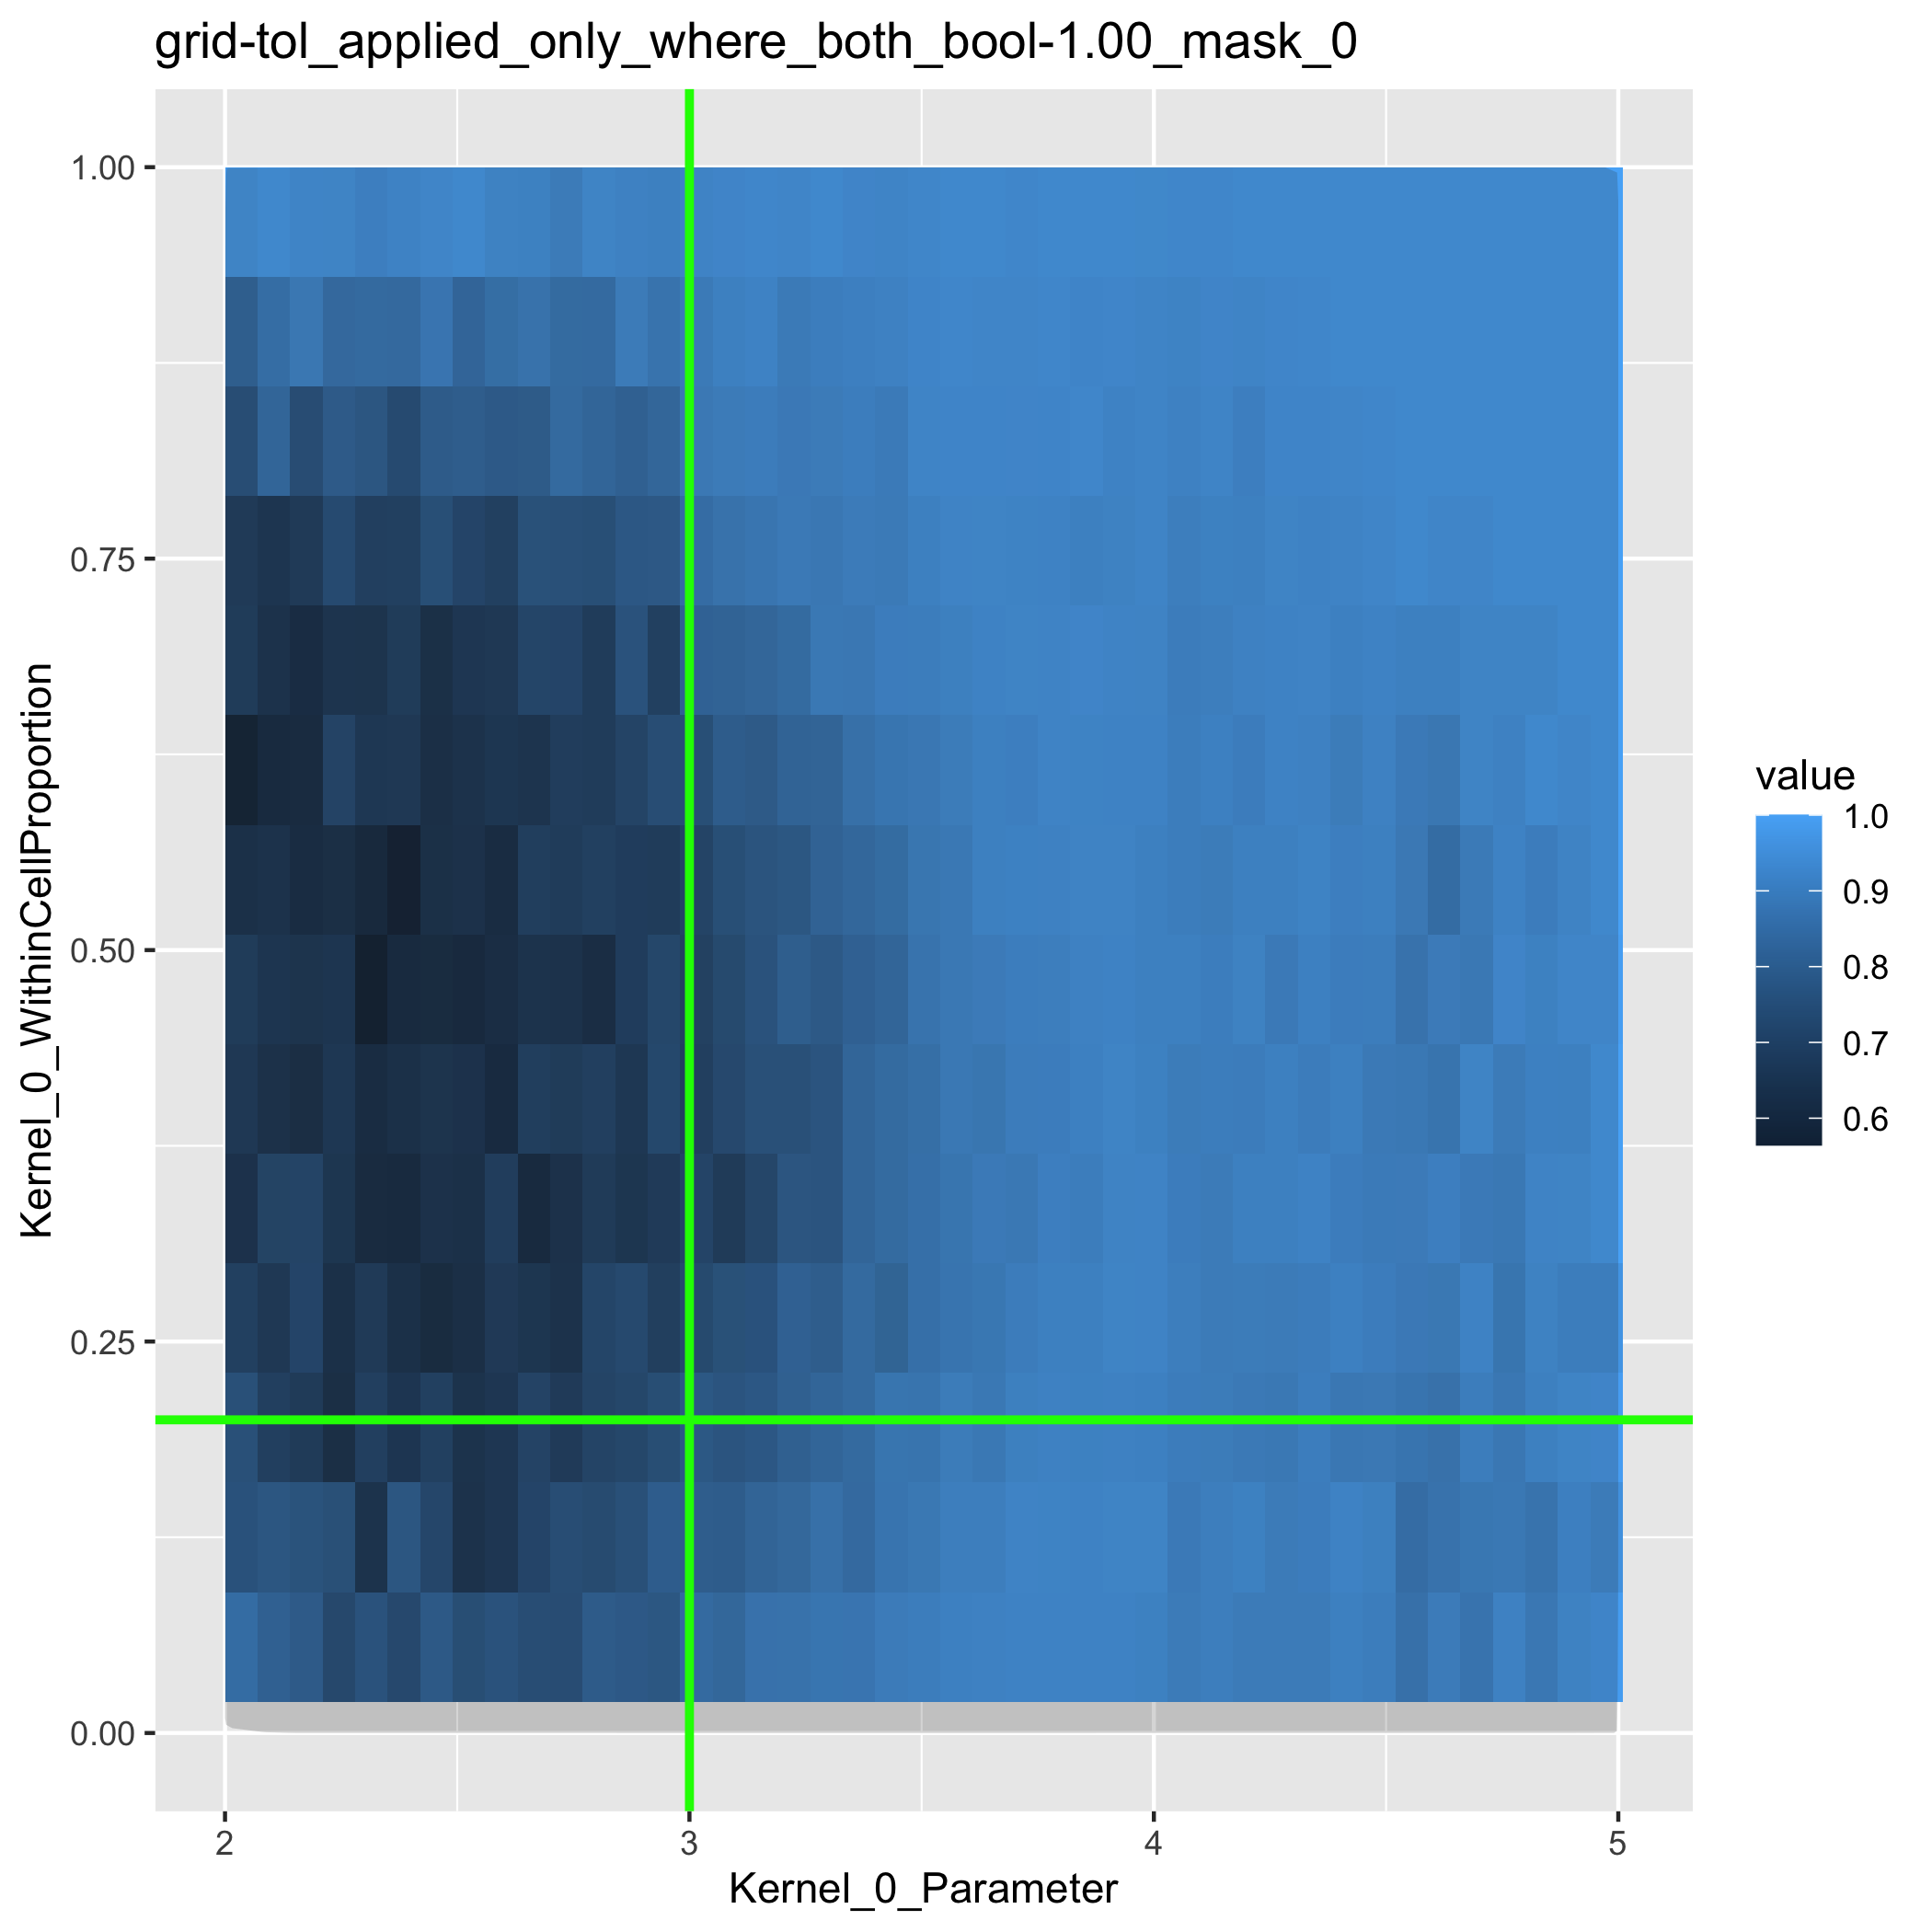 grid-tol_applied_only_where_both_bool-1.00_mask_0
1.00
0.75
0.50
0.25
0.00
Kernel_0_WithinCellProportion
2 3 4 5
Kernel_0_Parameter
value
1.0
0.9
0.8
0.7
0.6